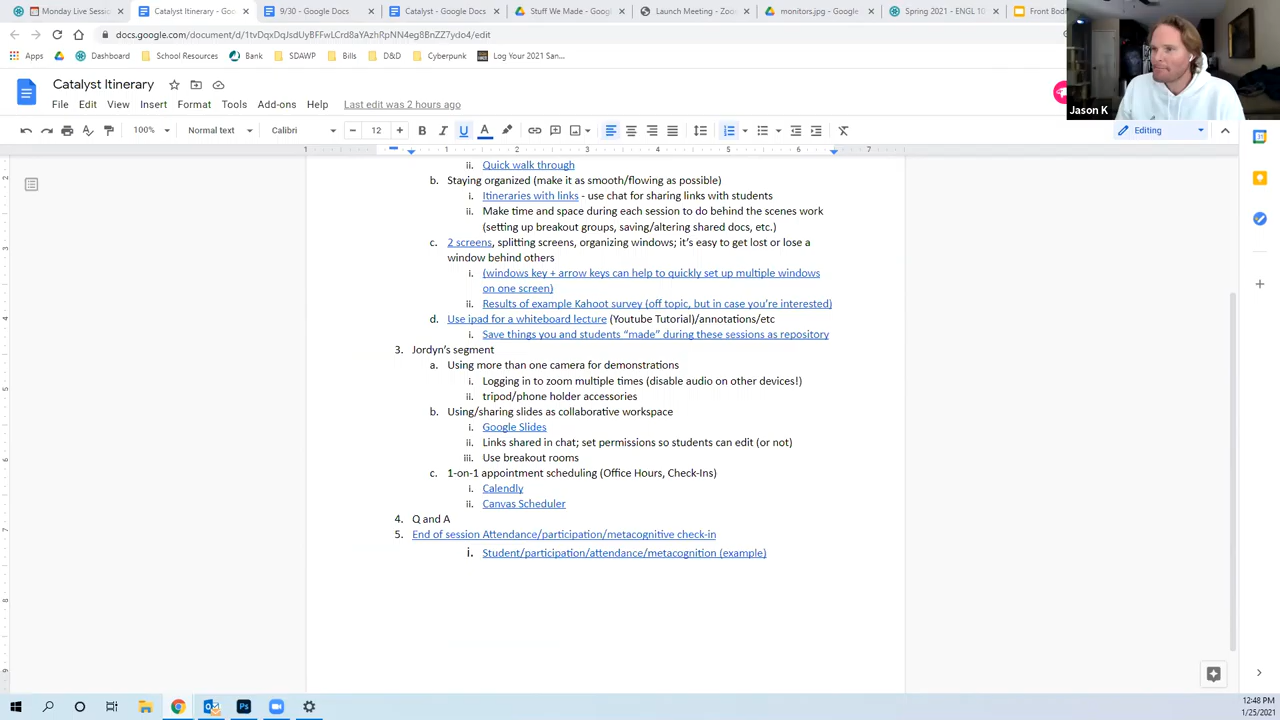 Monday Live Sessi
Catalyst Itinerary - Go
9/30 - Google Docs
Catalyst - Google Docs
Stuff We Made - Goog
Launch Meeting - Zoo
monitors.jpg - Google
Spring 2021 - ENGL 10
Front Bod
docs.google.com/document/d/1tvDqxDqJsdUyBFFwLCrd8aYAzhRpNN4eg8BnZZ7ydo4/edit
Apps
Dashboard
School Resources
Bank
SDAWP
Bills
D&D
Cyberpunk
Log Your 2021 San...
Catalyst Itinerary
File Edit View Insert Format Tools Add-ons Help Last edit was 2 hours ago
Jason K
100% Normal text Calibri 12 B I U A Editing
1 1 2 3 4 5 6 7
ii. Quick walk through
b. Staying organized (make it as smooth/flowing as possible)
i. Itineraries with links - use chat for sharing links with students
ii. Make time and space during each session to do behind the scenes work
(setting up breakout groups, saving/altering shared docs, etc.)
c. 2 screens, splitting screens, organizing windows; it's easy to get lost or lose a
window behind others
i. (windows key + arrow keys can help to quickly set up multiple windows
on one screen)
ii. Results of example Kahoot survey (off topic, but in case you're interested)
d. Use ipad for a whiteboard lecture (Youtube Tutorial)/annotations/etc
i. Save things you and students "made" during these sessions as repository
3. Jordyn's segment
a. Using more than one camera for demonstrations
i. Logging in to zoom multiple times (disable audio on other devices!)
ii. tripod/phone holder accessories
b. Using/sharing slides as collaborative workspace
i. Google Slides
ii. Links shared in chat; set permissions so students can edit (or not)
iii. Use breakout rooms
c. 1-on-1 appointment scheduling (Office Hours, Check-Ins)
i. Calendly
ii. Canvas Scheduler
4. Q and A
5. End of session Attendance/participation/metacognitive check-in
i. Student/participation/attendance/metacognition (example)
12:48 PM
1/25/2021